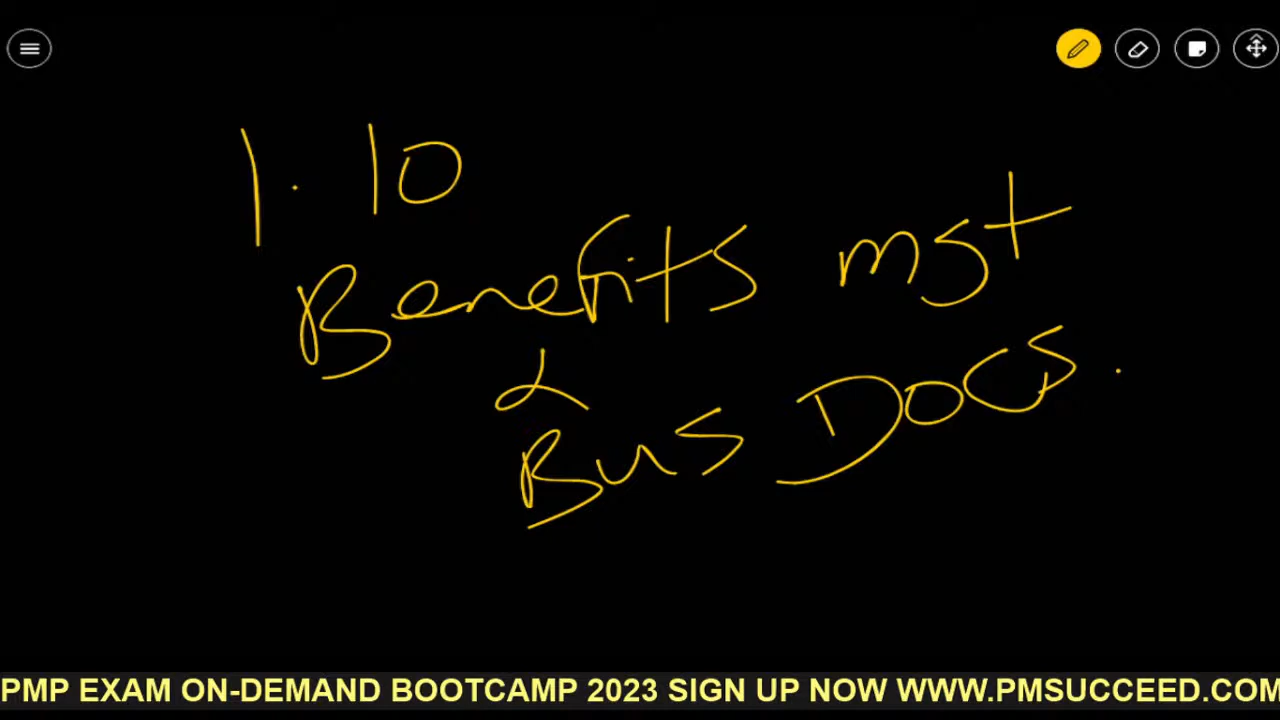 1.10
Benefits mgt
&
Bus Docs.
PMP EXAM ON-DEMAND BOOTCAMP 2023 SIGN UP NOW WWW.PMSUCCEED.COM